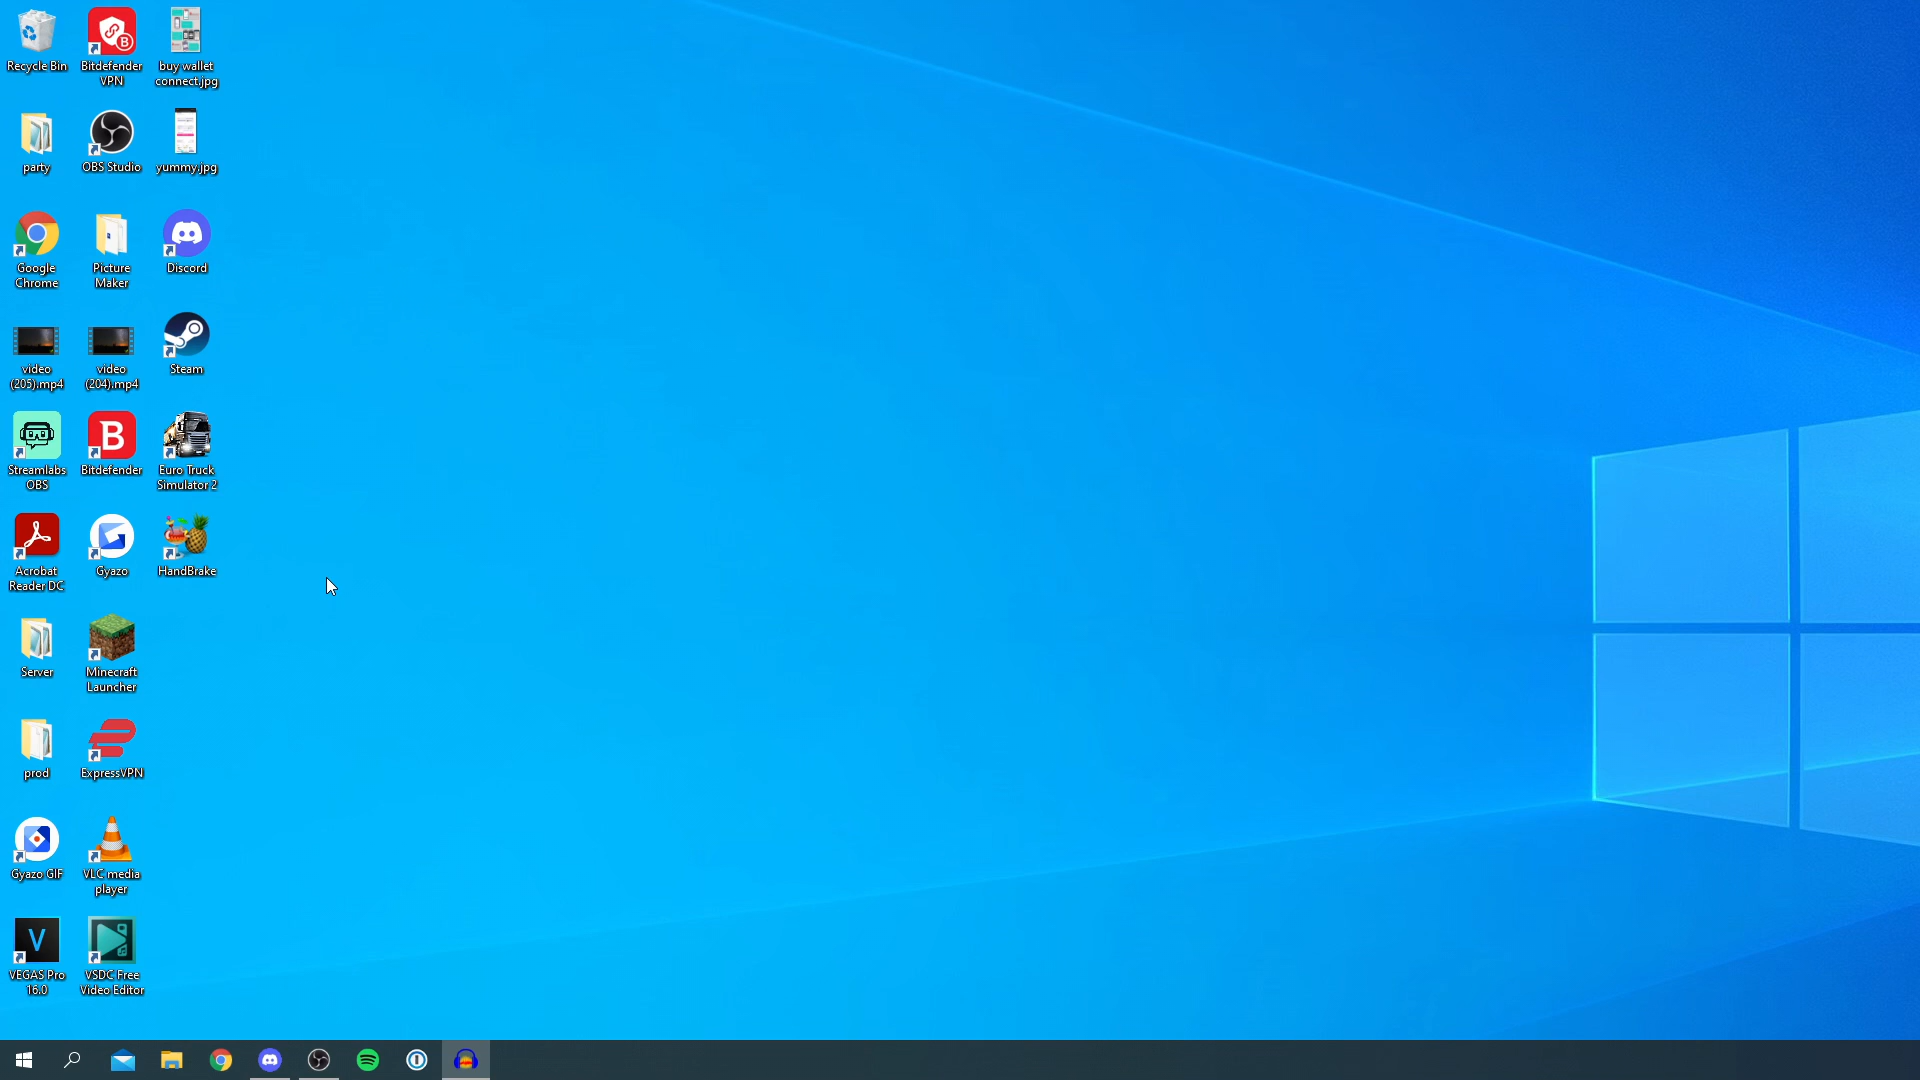 Recycle Bin
Bitdefender
VPN
buy wallet
connect.jpg
party
OBS Studio
yummy.jpg
Google
Chrome
Picture
Maker
Discord
video
(205).mp4
video
(204).mp4
Steam
Streamlabs
OBS
B
Bitdefender
Euro Truck
Simulator 2
Acrobat
Reader DC
Gyazo
HandBrake
Server
Minecraft
Launcher
prod
ExpressVPN
Gyazo GIF
VLC media
player
V
VEGAS Pro
16.0
VSDC Free
Video Editor